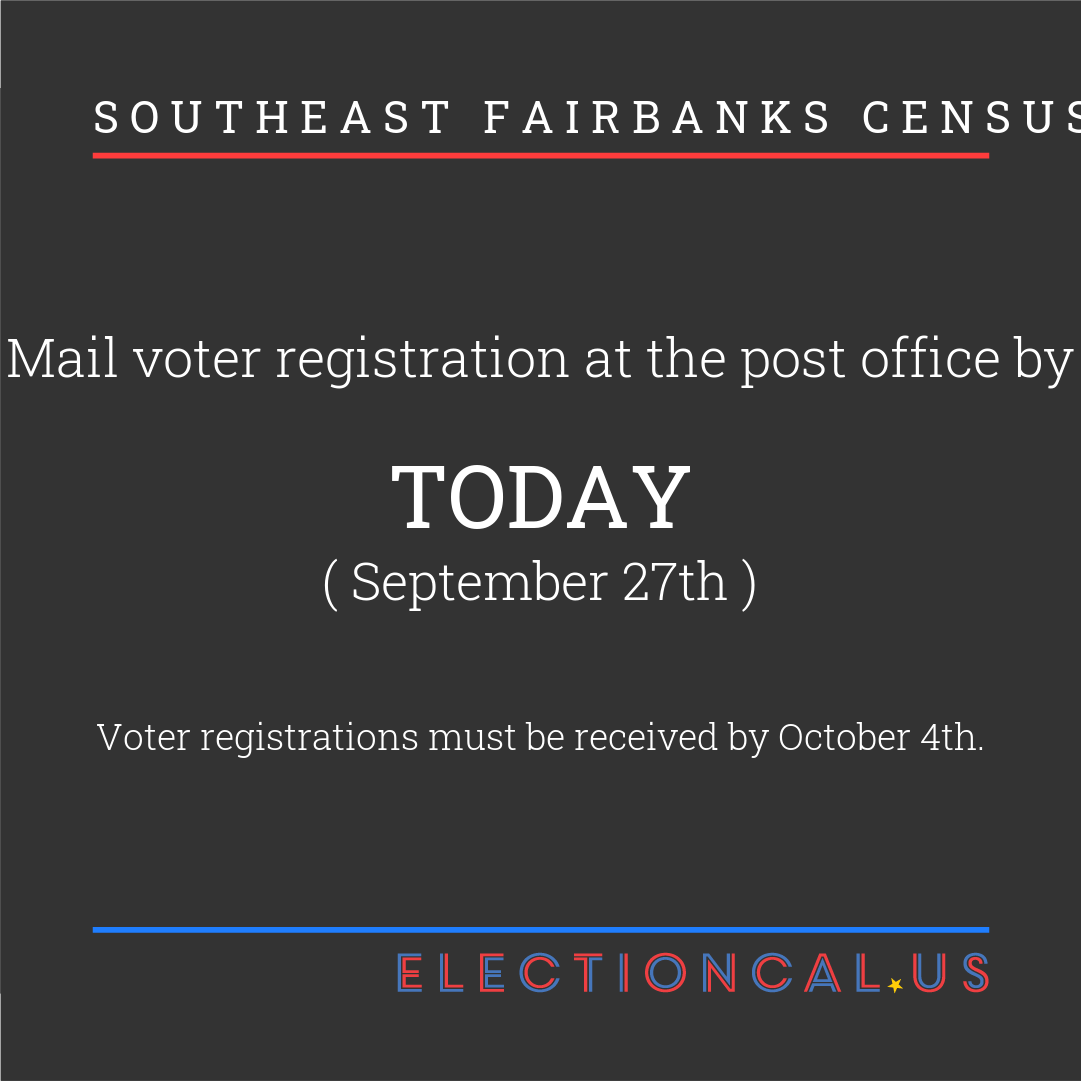 SOUTHEAST FAIRBANKS CENSUS
Mail voter registration at the post office by
TODAY
( September 27th )
Voter registrations must be received by October 4th.
ELECTIONCAL.US